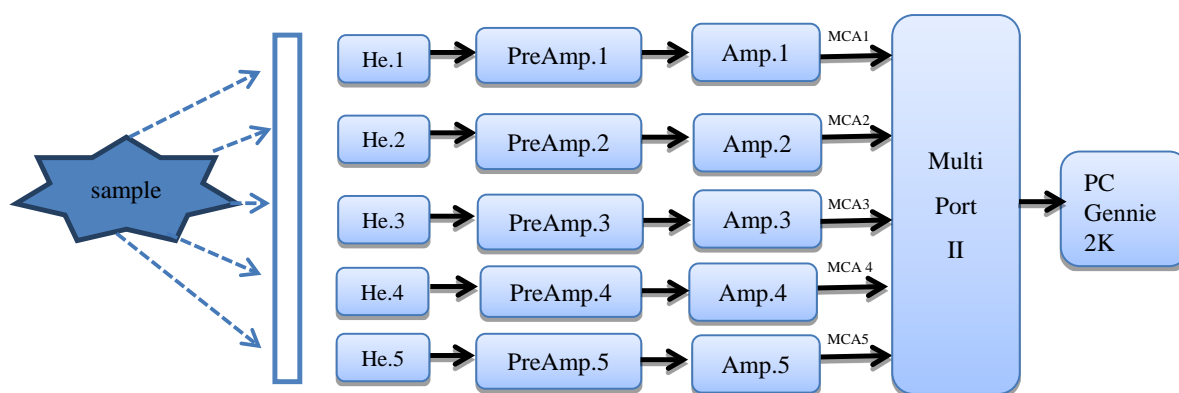 sample
He.1
PreAmp.1
Amp.1
MCA1
He.2
PreAmp.2
Amp.2
MCA2
He.3
PreAmp.3
Amp.3
MCA3
He.4
PreAmp.4
Amp.4
MCA 4
He.5
PreAmp.5
Amp.5
MCA5
Multi
Port
II
PC
Gennie
2K